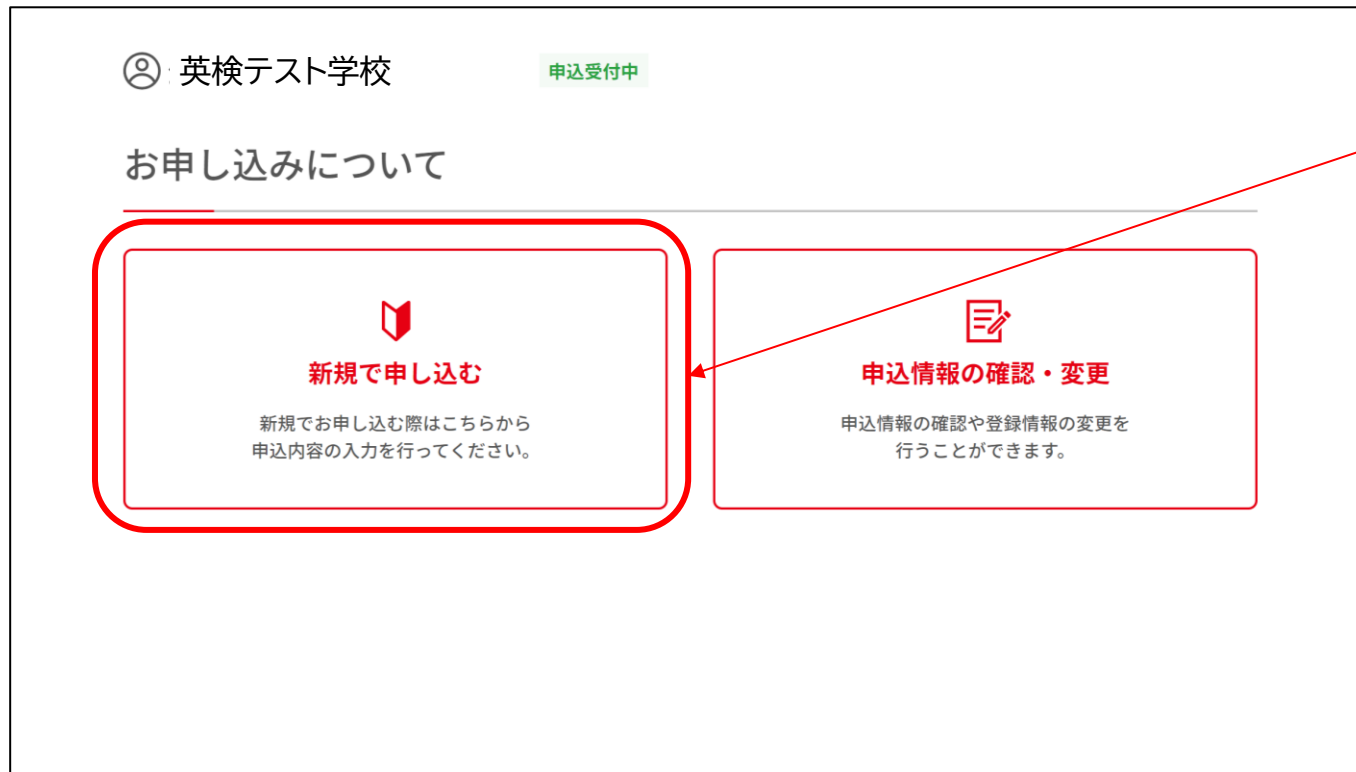 英検テスト学校
申込受付中
お申し込みについて
新規で申し込む
新規でお申し込む際はこちらから
申込内容の入力を行ってください。
申込情報の確認・変更
申込情報の確認や登録情報の変更を
行うことができます。